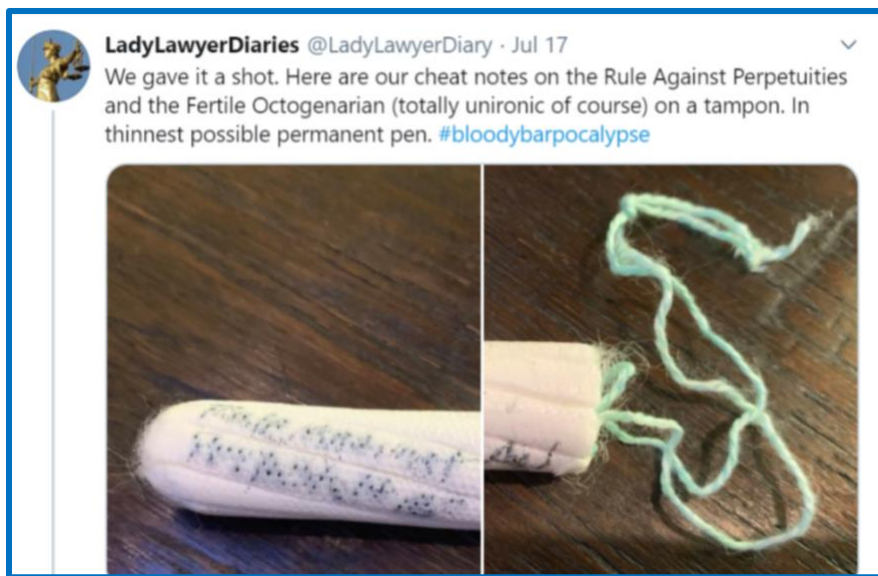 LadyLawyerDiaries @LadyLawyerDiary · Jul 17
We gave it a shot. Here are our cheat notes on the Rule Against Perpetuities
and the Fertile Octogenarian (totally unironic of course) on a tampon. In
thinnest possible permanent pen. #bloodybarpocalypse